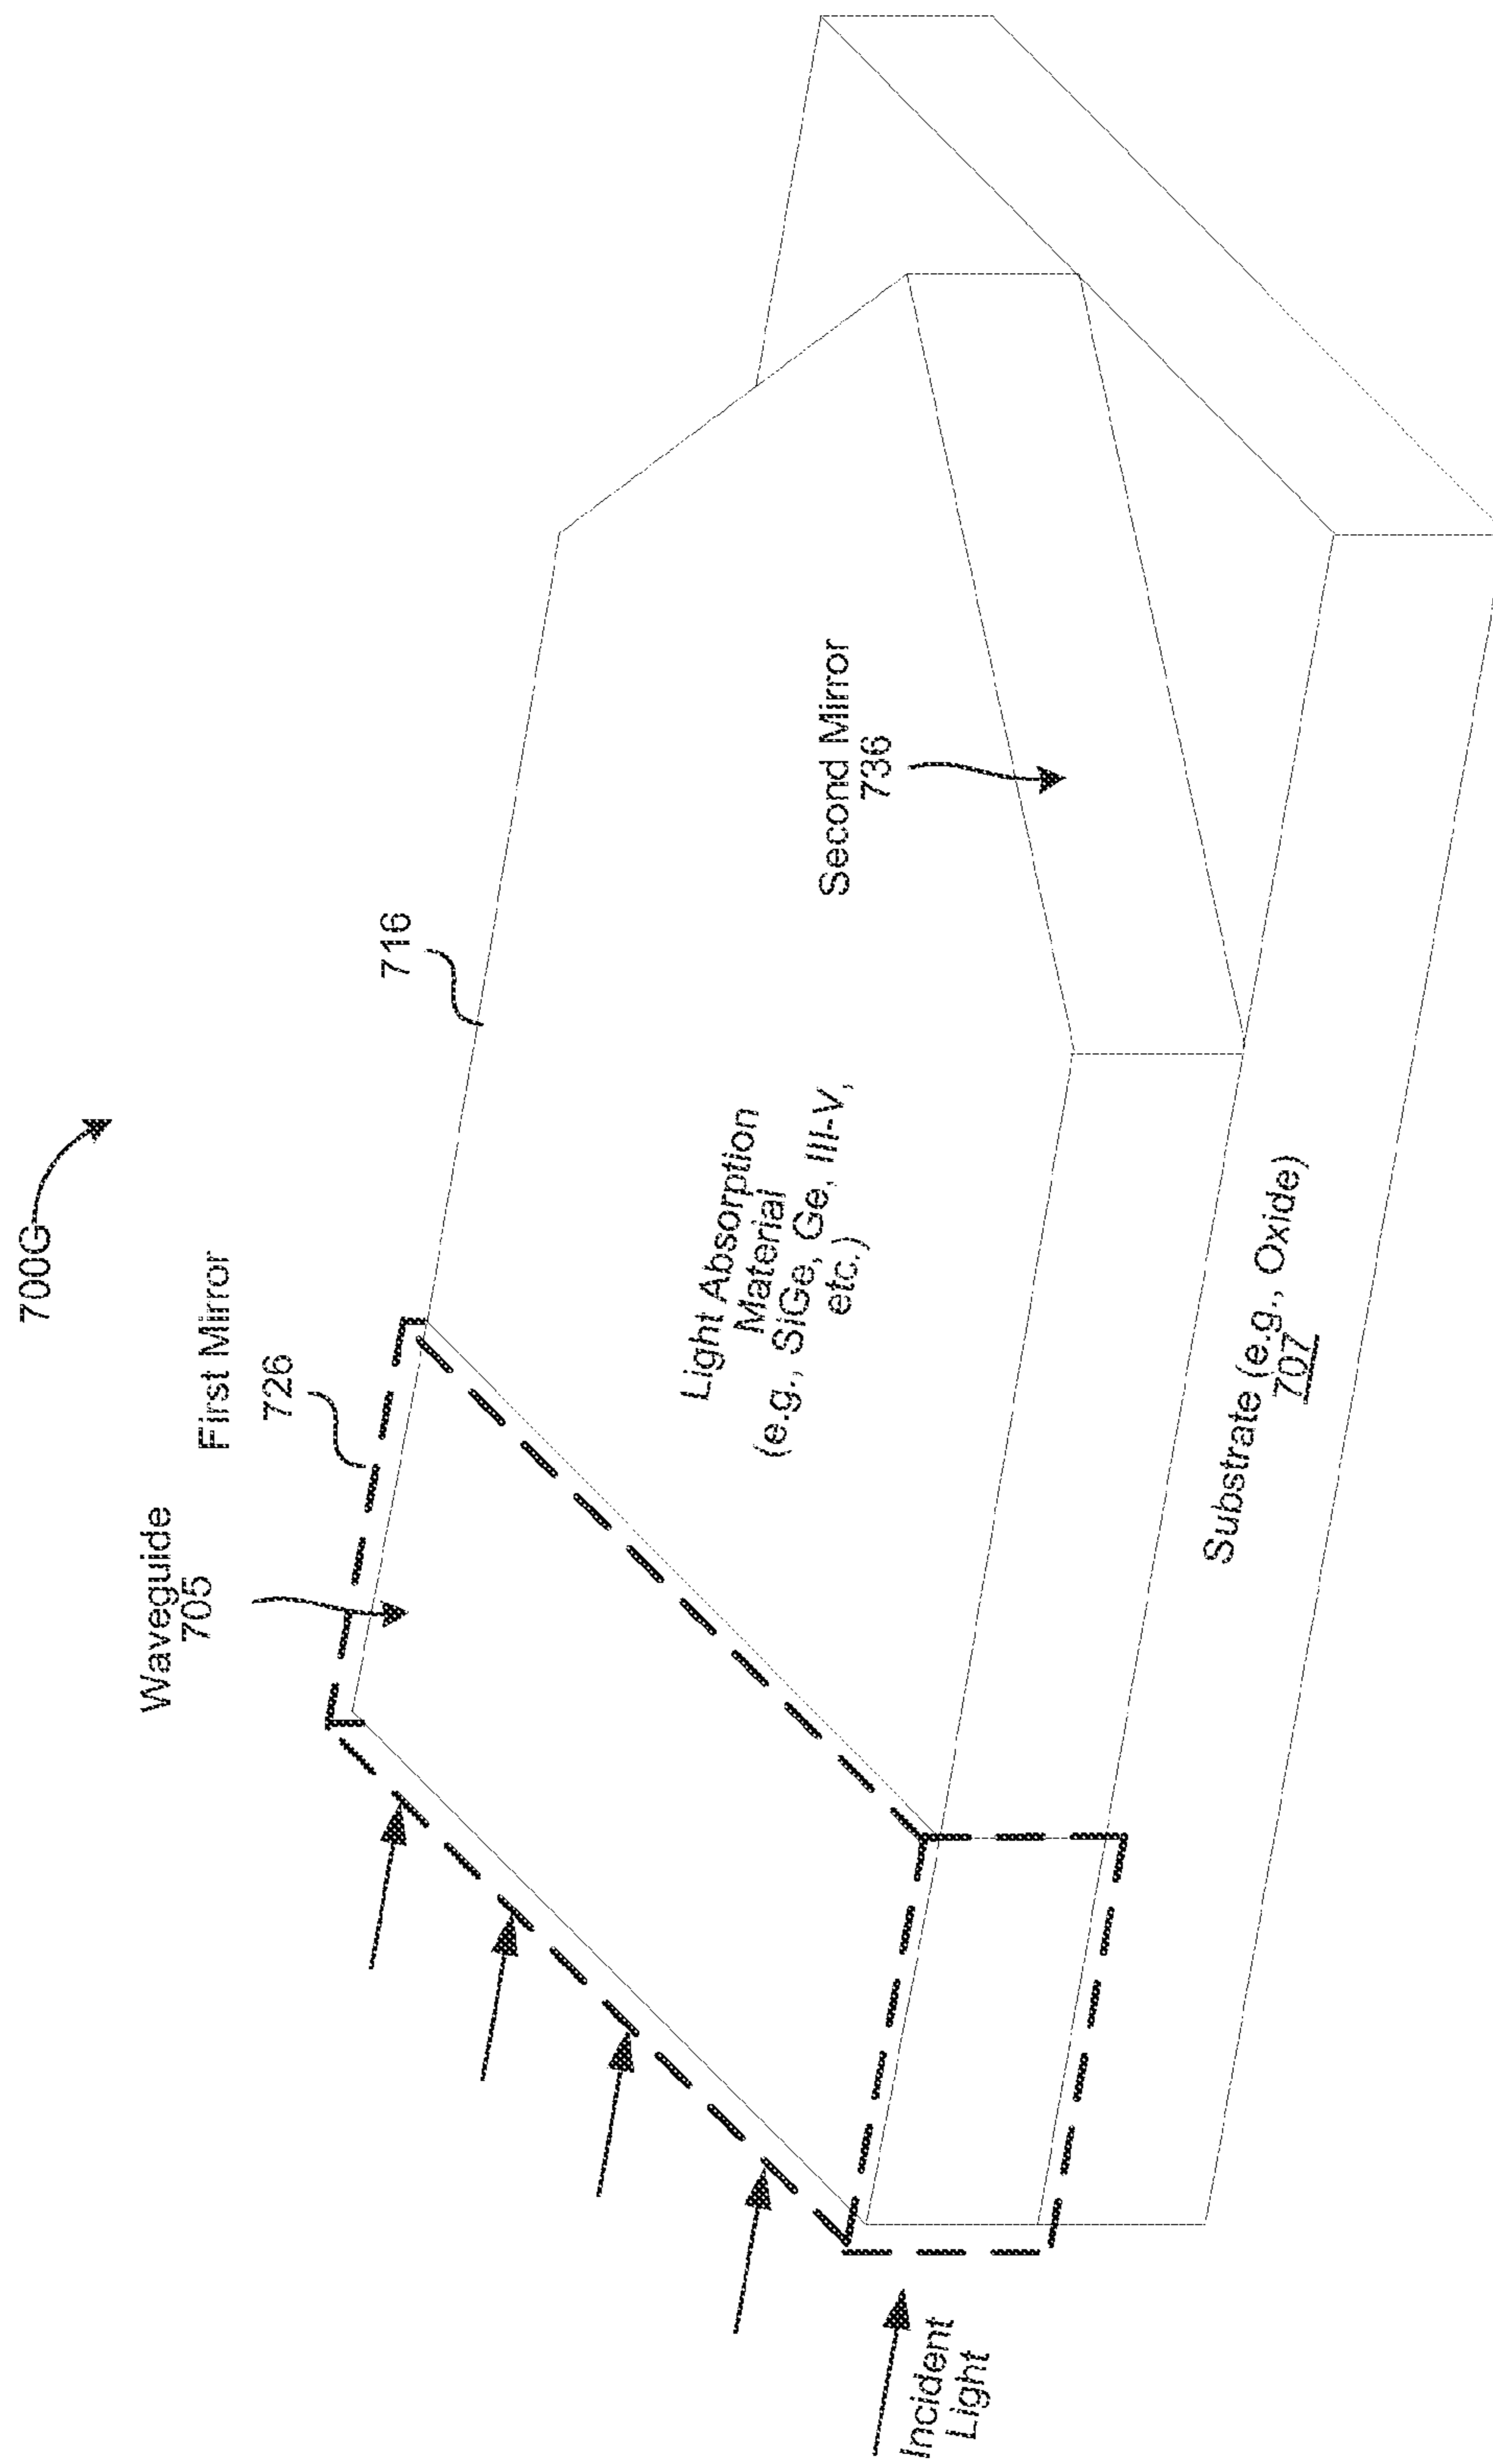 700G
First Mirror
726
Waveguide
705
716
Second Mirror
736
Light Absorption
Material
(e.g., SiGe, Ge, III-V,
etc.)
Substrate (e.g., Oxide)
707
Incident
Light